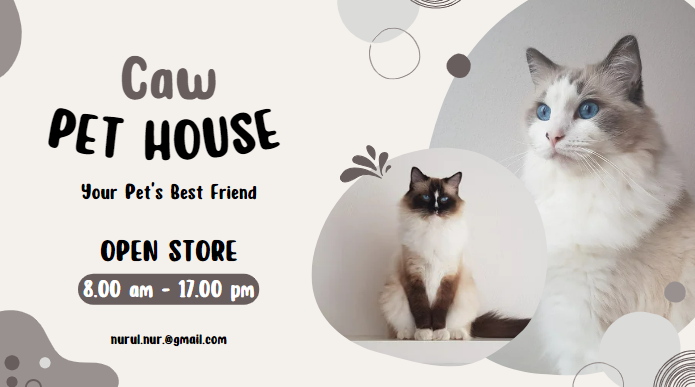 Caw
PET HOUSE
Your Pet's Best Friend
OPEN STORE
8.00 am - 17.00 pm
nurul.nur.@gmail.com